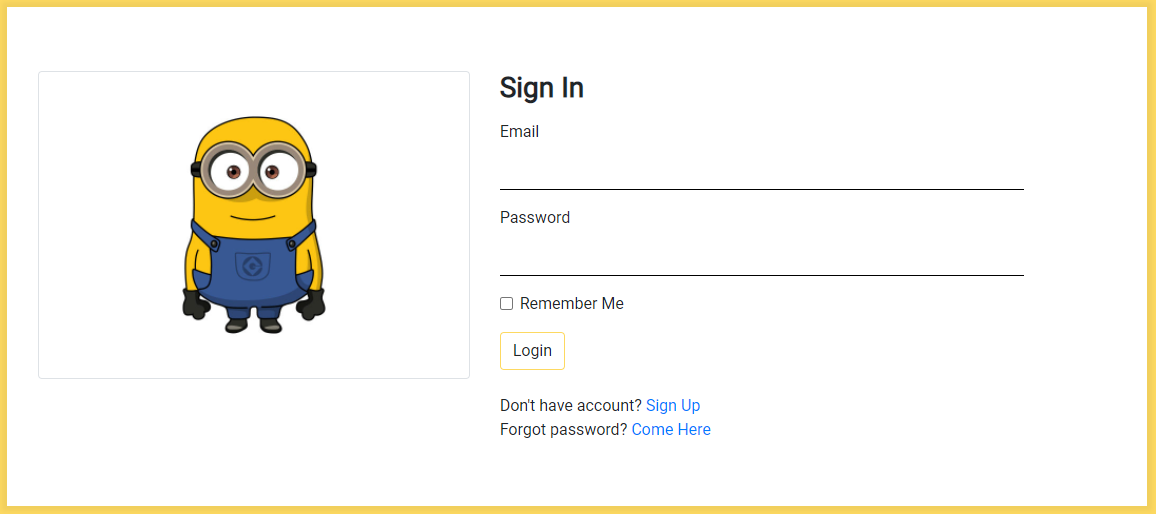 Sign In
Email
Password
Remember Me
Login
Don't have account? Sign Up
Forgot password? Come Here